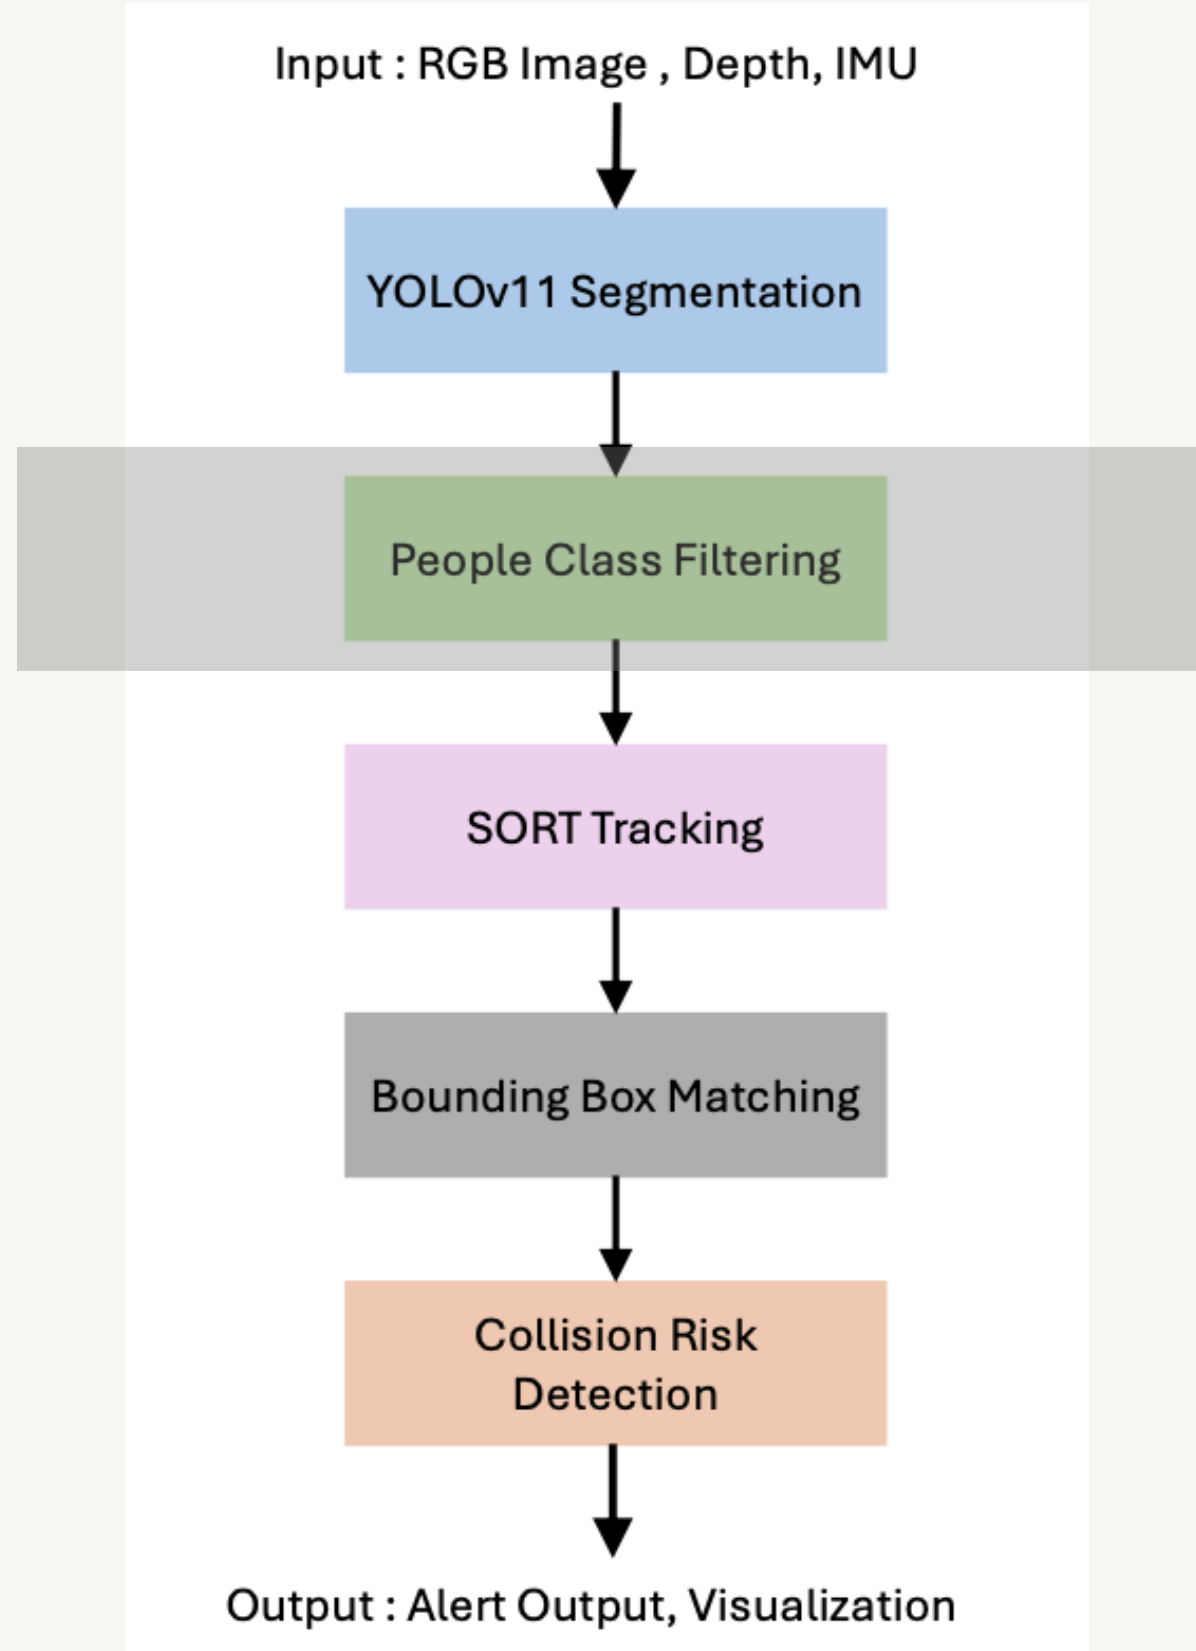 Input : RGB Image , Depth, IMU
YOLOv11 Segmentation
People Class Filtering
SORT Tracking
Bounding Box Matching
Collision Risk
Detection
Output : Alert Output, Visualization